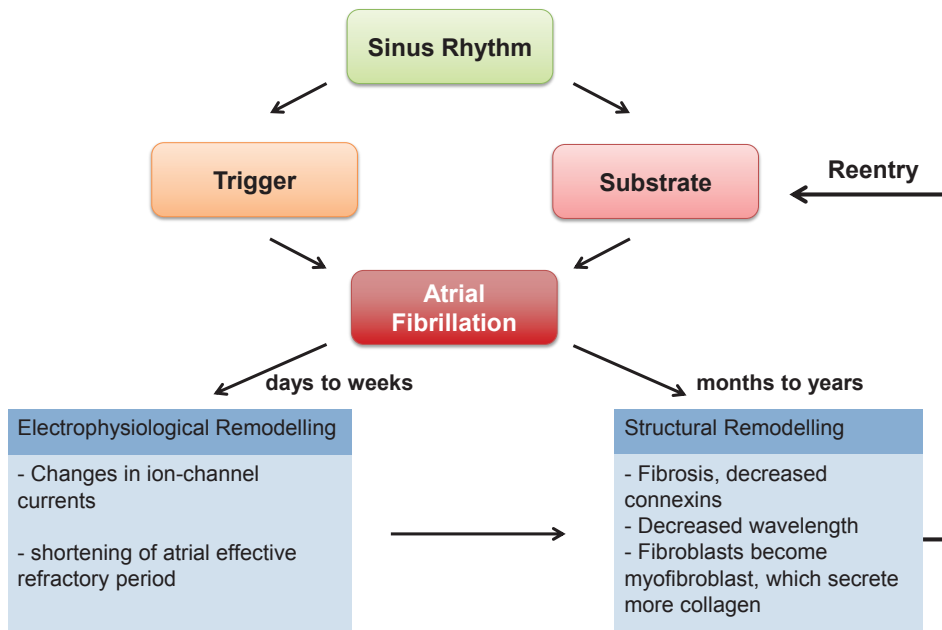 Sinus Rhythm
Trigger
Substrate
Reentry
Atrial
Fibrillation
days to weeks
months to years
Electrophysiological Remodelling
- Changes in ion-channel
currents
- shortening of atrial effective
refractory period
Structural Remodelling
- Fibrosis, decreased
connexins
- Decreased wavelength
- Fibroblasts become
myofibroblast, which secrete
more collagen